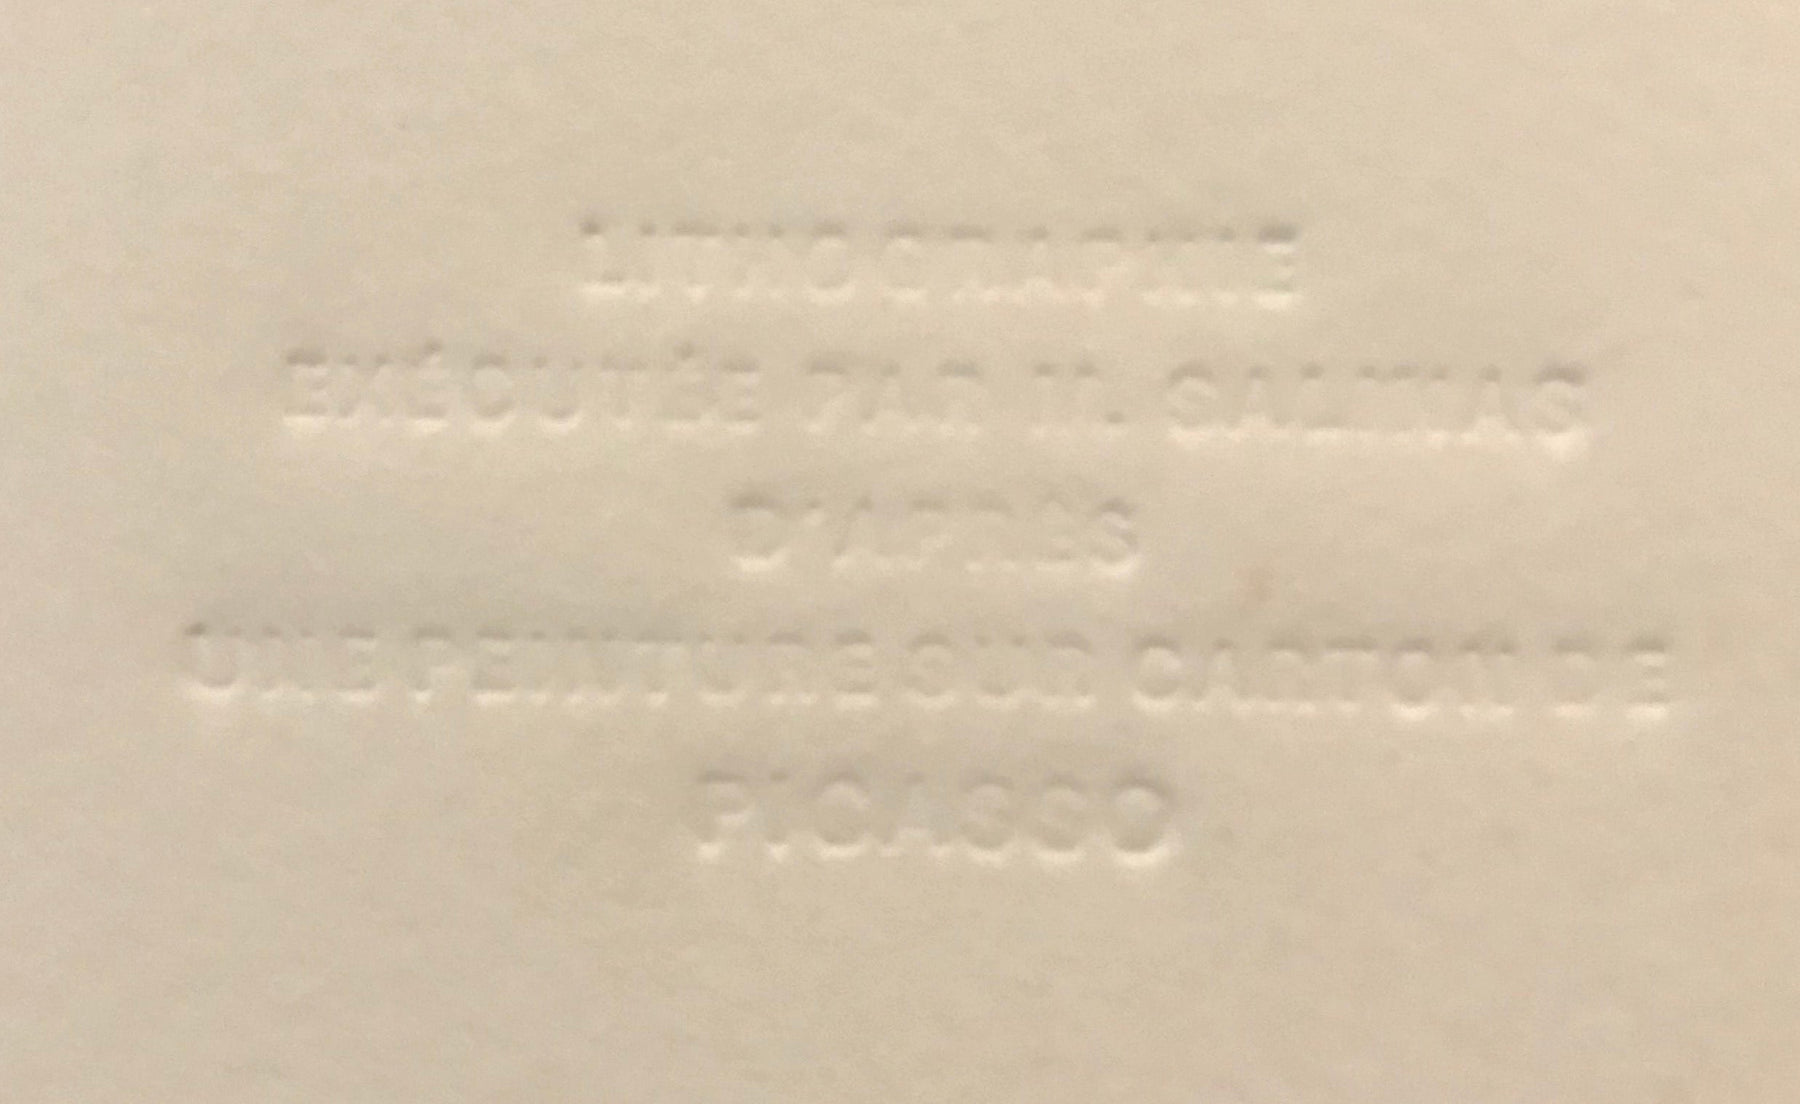 LITHOGRAPHIE
EXÉCUTÉE PAR M. SALINAS
D'APRÈS
UNE PEINTURE SUR CARTON DE
PICASSO